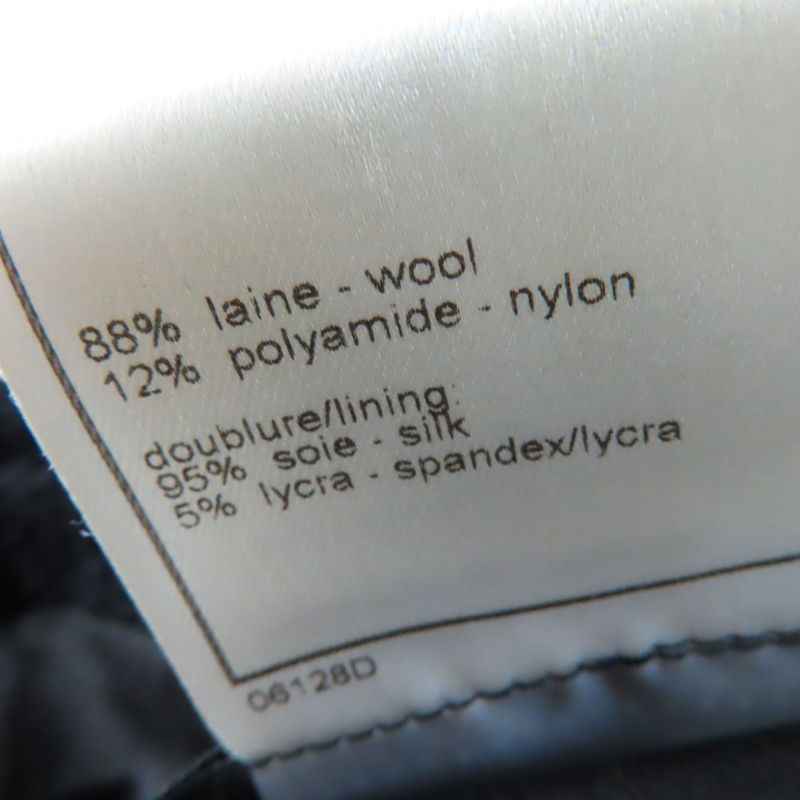 88% laine - wool
12% polyamide - nylon
doublure/lining:
95% soie - silk
5% lycra - spandex/lycra
06128D